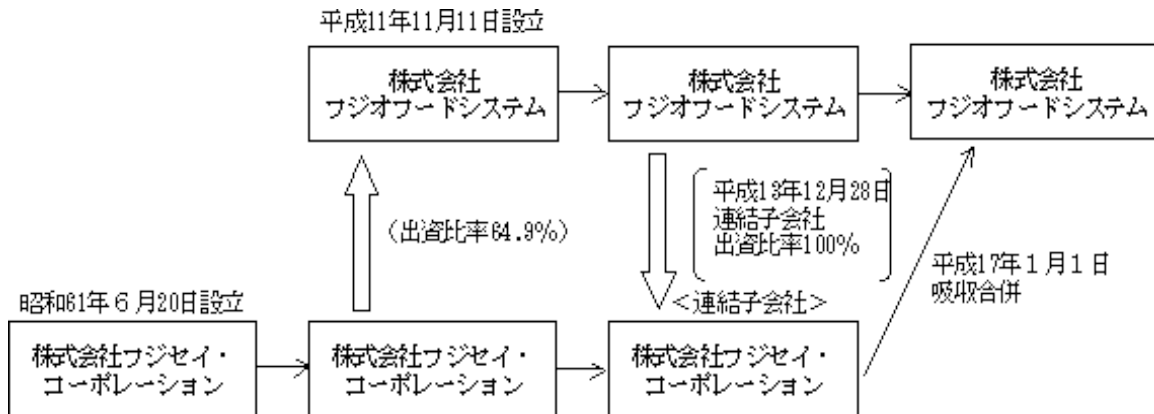 平成11年11月11日設立
株式会社
フジオフードシステム
株式会社
フジオフードシステム
株式会社
フジオフードシステム
（出資比率64.9%）
平成13年12月28日
連結子会社
出資比率100%
平成17年１月１日
吸収合併
昭和61年６月20日設立
＜連結子会社＞
株式会社フジセイ・
コーポレーション
株式会社フジセイ・
コーポレーション
株式会社フジセイ・
コーポレーション